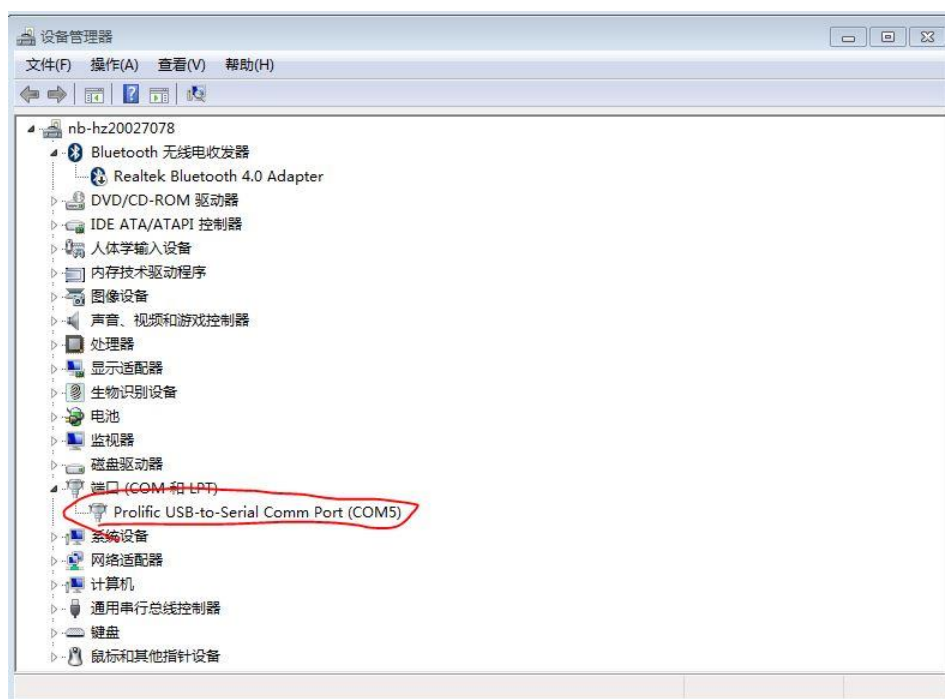 设备管理器
文件(F) 操作(A) 查看(V) 帮助(H)
nb-hz20027078
Bluetooth 无线电收发器
Realtek Bluetooth 4.0 Adapter
DVD/CD-ROM 驱动器
IDE ATA/ATAPI 控制器
人体学输入设备
内存技术驱动程序
图像设备
声音、视频和游戏控制器
处理器
显示适配器
生物识别设备
电池
监视器
磁盘驱动器
端口 (COM 和 LPT)
Prolific USB-to-Serial Comm Port (COM5)
系统设备
网络适配器
计算机
通用串行总线控制器
键盘
鼠标和其他指针设备